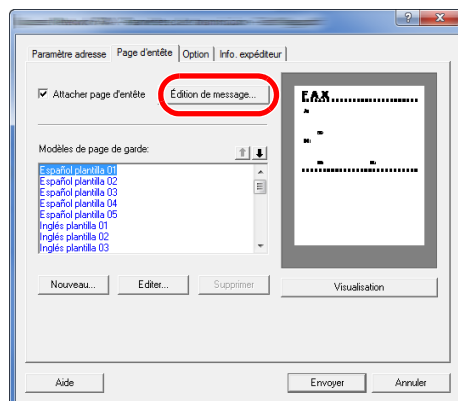 Paramètre adresse Page d'entête Option Info. expéditeur
Attacher page d'entête Édition de message...
Modèles de page de garde:
Español plantilla 01
Español plantilla 02
Español plantilla 03
Español plantilla 04
Español plantilla 05
Inglés plantilla 01
Inglés plantilla 02
Inglés plantilla 03
FAX
Nouveau... Editer... Supprimer Visualisation
Aide Envoyer Annuler